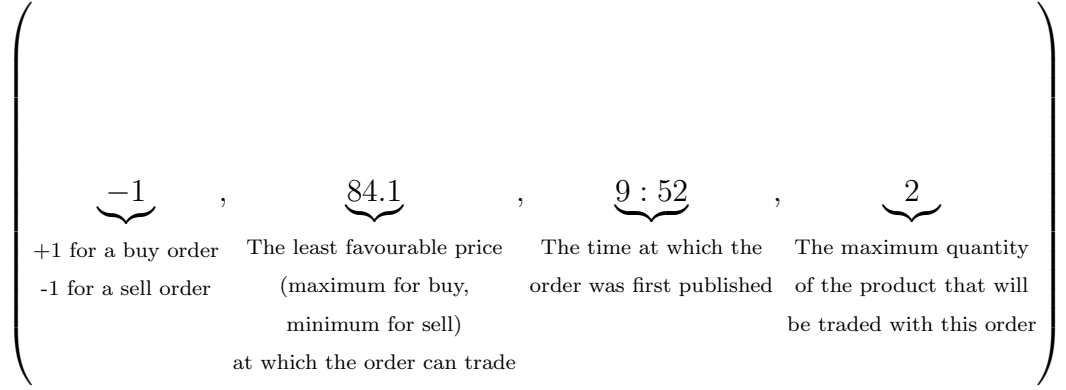 ( −1 , 84.1 , 9 : 52 , 2 )
+1 for a buy order The least favourable price The time at which the The maximum quantity
-1 for a sell order (maximum for buy, order was first published of the product that will
minimum for sell) be traded with this order
at which the order can trade